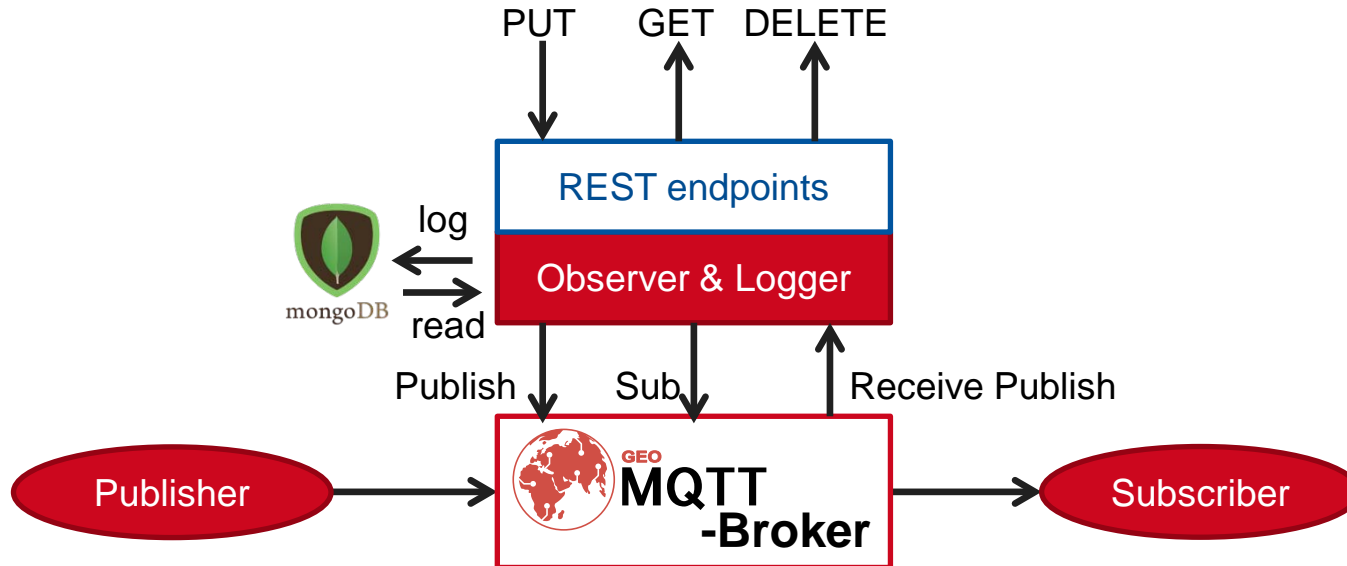 PUT GET DELETE
REST endpoints
log
Observer & Logger
mongoDB
read
Publish Sub Receive Publish
GEO
MQTT
-Broker
Publisher
Subscriber